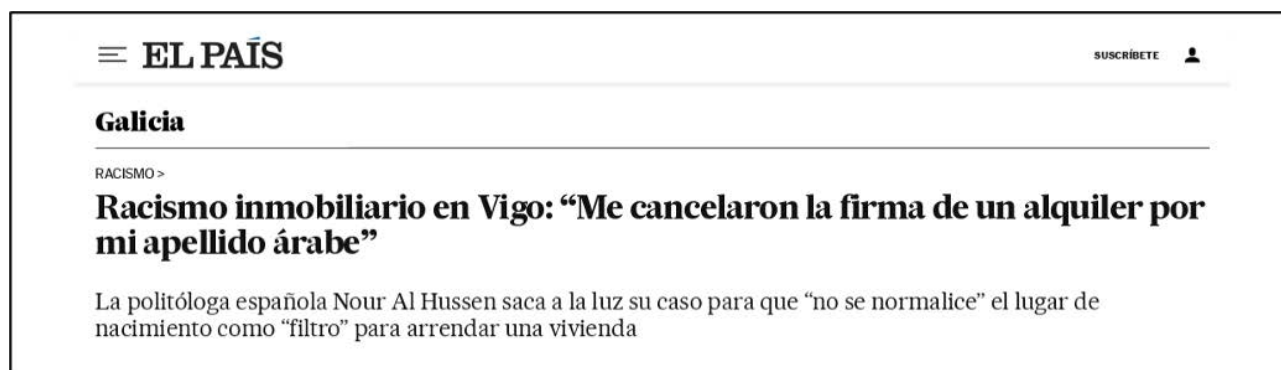 EL PAÍS
SUSCRÍBETE
Galicia
RACISMO >
Racismo inmobiliario en Vigo: “Me cancelaron la firma de un alquiler por
mi apellido árabe”
La politóloga española Nour Al Hussen saca a la luz su caso para que “no se normalice” el lugar de
nacimiento como “filtro” para arrendar una vivienda